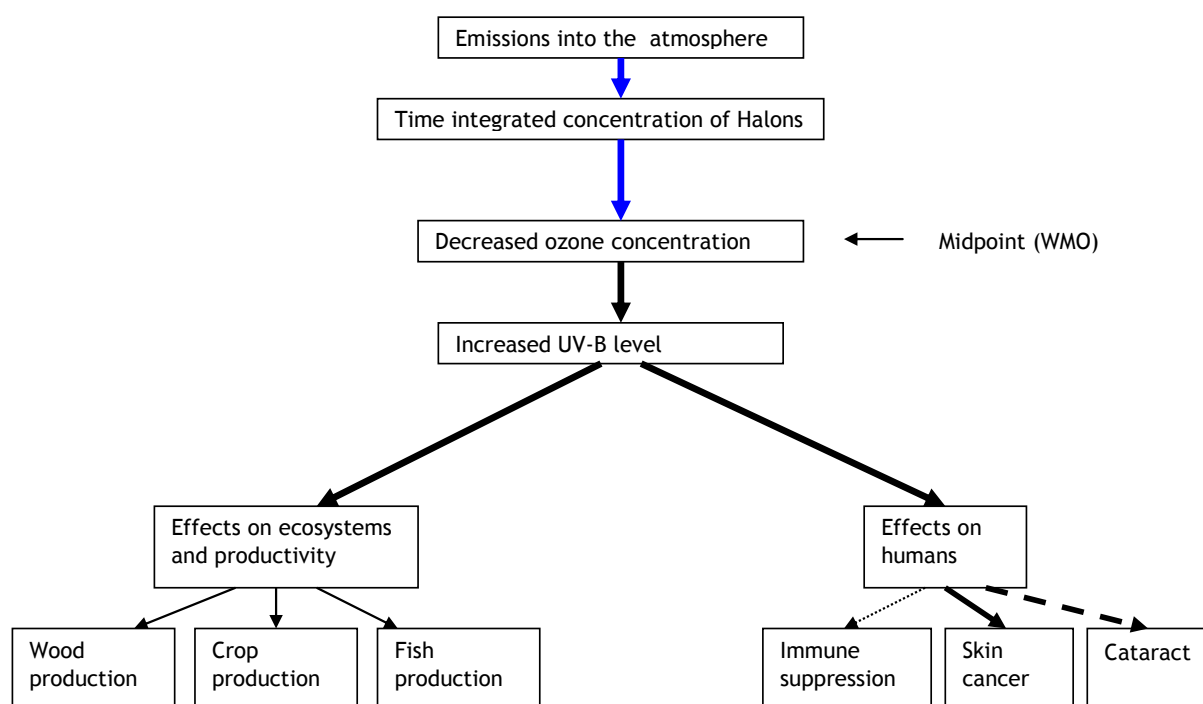 Emissions into the atmosphere
Time integrated concentration of Halons
Decreased ozone concentration
Midpoint (WMO)
Increased UV-B level
Effects on ecosystems
and productivity
Effects on
humans
Wood
production
Crop
production
Fish
production
Immune
suppression
Skin
cancer
Cataract